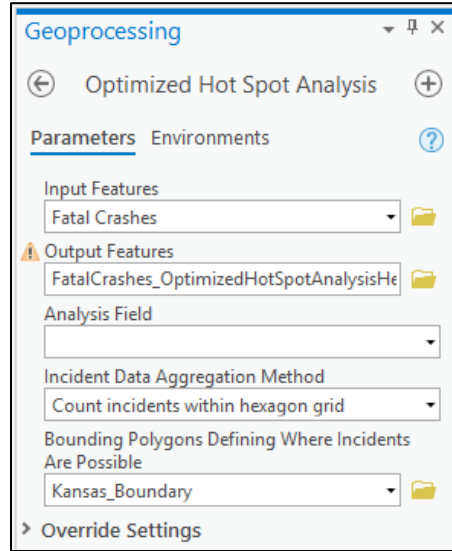 Geoprocessing
Optimized Hot Spot Analysis
Parameters Environments
Input Features
Fatal Crashes
Output Features
FatalCrashes_OptimizedHotSpotAnalysisHe
Analysis Field
Incident Data Aggregation Method
Count incidents within hexagon grid
Bounding Polygons Defining Where Incidents
Are Possible
Kansas_Boundary
Override Settings